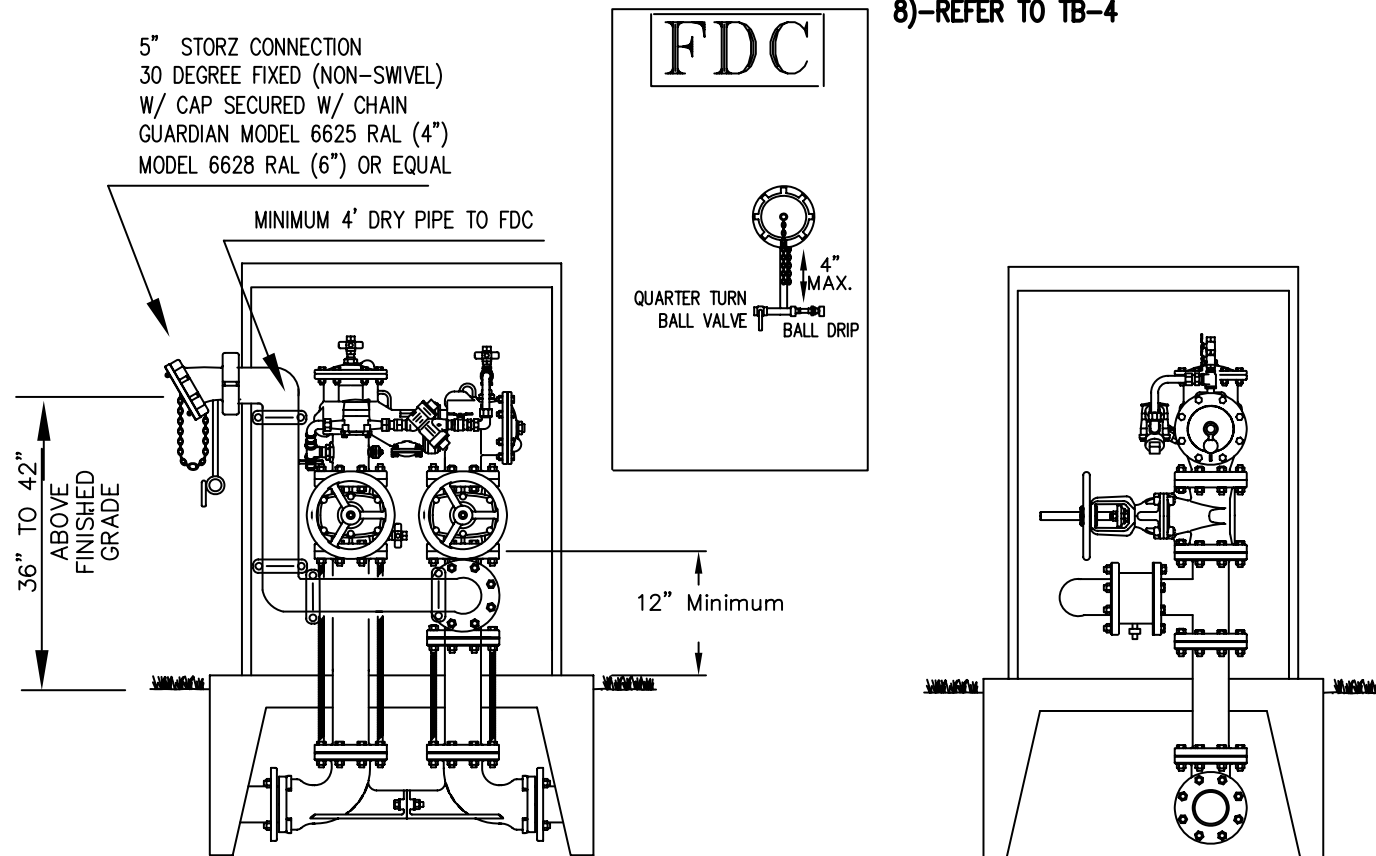 8)-REFER TO TB-4
5" STORZ CONNECTION
30 DEGREE FIXED (NON-SWIVEL)
W/ CAP SECURED W/ CHAIN
GUARDIAN MODEL 6625 RAL (4")
MODEL 6628 RAL (6") OR EQUAL
MINIMUM 4' DRY PIPE TO FDC
FDC
4"
MAX.
QUARTER TURN
BALL VALVE
BALL DRIP
36" TO 42"
ABOVE
FINISHED
GRADE
12" Minimum